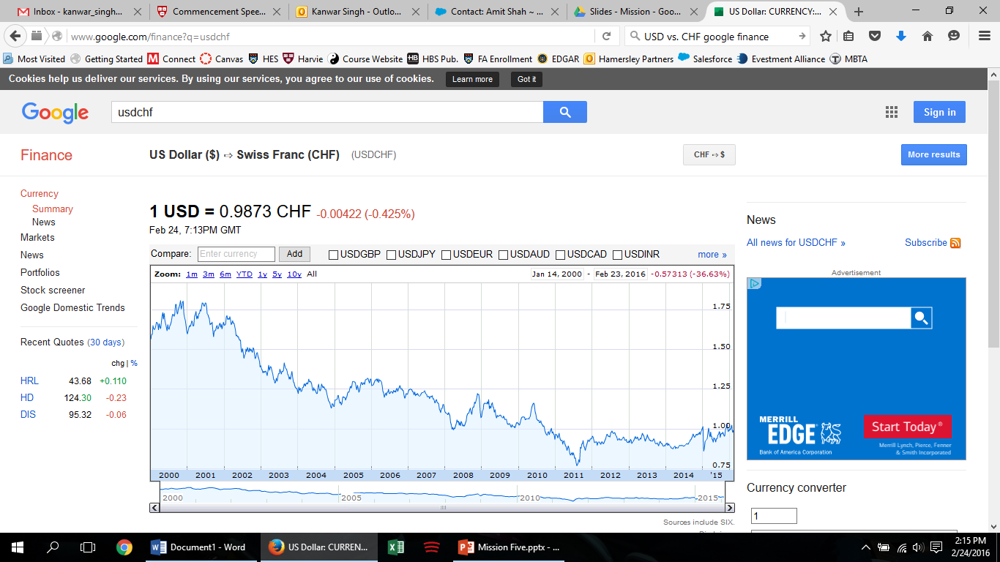 Inbox - kanwar_singh...
Commencement Spee...
Kanwar Singh - Outlo...
Contact: Amit Shah ~ ...
Slides - Mission - Goo...
US Dollar: CURRENCY:...
www.google.com/finance?q=usdchf
USD vs. CHF google finance
Most Visited Getting Started Connect Canvas HES Harvie Course Website HBS Pub. FA Enrollment EDGAR Hamersley Partners Salesforce Evestment Alliance MBTA
Cookies help us deliver our services. By using our services, you agree to our use of cookies. Learn more Got it
Google usdchf Sign in
Finance US Dollar ($) ⇨ Swiss Franc (CHF) (USDCHF) CHF ⇨ $ More results
Currency
Summary
News
Markets
News
Portfolios
Stock screener
Google Domestic Trends
Recent Quotes (30 days)
chg | %
HRL 43.68 +0.110
HD 124.30 -0.23
DIS 95.32 -0.06
1 USD = 0.9873 CHF -0.00422 (-0.425%)
Feb 24, 7:13PM GMT
Compare: Enter currency Add USDGBP USDJPY USDEUR USDAUD USDCAD USDINR more »
Zoom: 1m 3m 6m YTD 1y 5y 10y All Jan 14, 2000 - Feb 23, 2016 -0.57313 (-36.63%)
1.75
1.50
1.25
1.00
0.75
2000 2001 2002 2003 2004 2005 2006 2007 2008 2009 2010 2011 2012 2013 2014 '15
2000 2005 2010 2015
Sources include SIX.
News
All news for USDCHF » Subscribe
Advertisement
MERRILL
EDGE
Bank of America Corporation
Start Today®
Merrill Lynch, Pierce, Fenner
& Smith Incorporated
Currency converter
1
Document1 - Word
US Dollar: CURREN...
Mission Five.pptx - ...
2:15 PM
2/24/2016